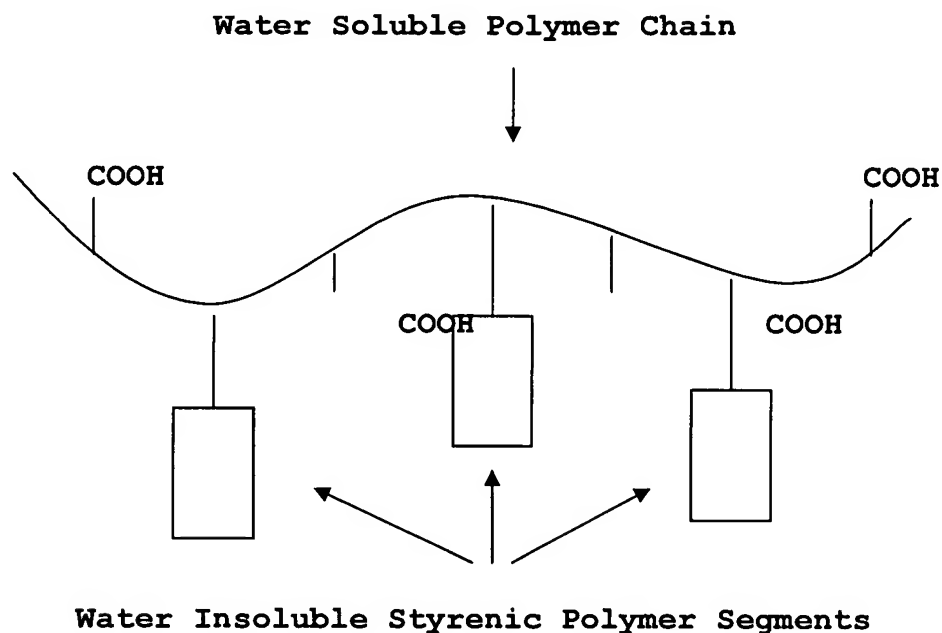 Water Soluble Polymer Chain
COOH
COOH
COOH
COOH
Water Insoluble Styrenic Polymer Segments